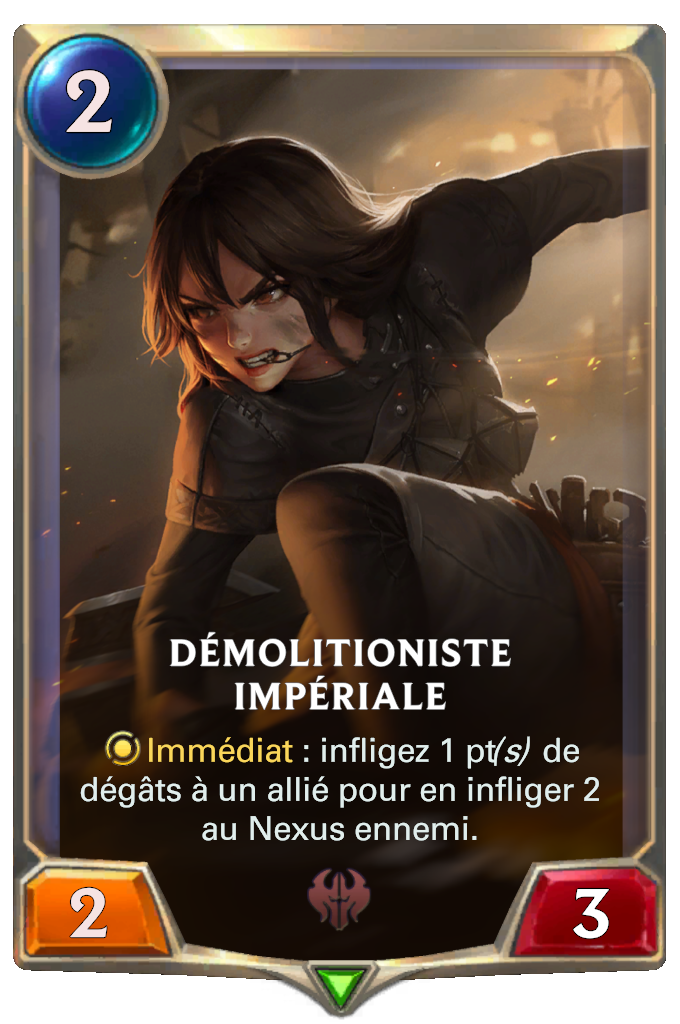 2
DÉMOLITIONISTE
IMPÉRIALE
Immédiat : infligez 1 pt(s) de
dégâts à un allié pour en infliger 2
au Nexus ennemi.
2
3